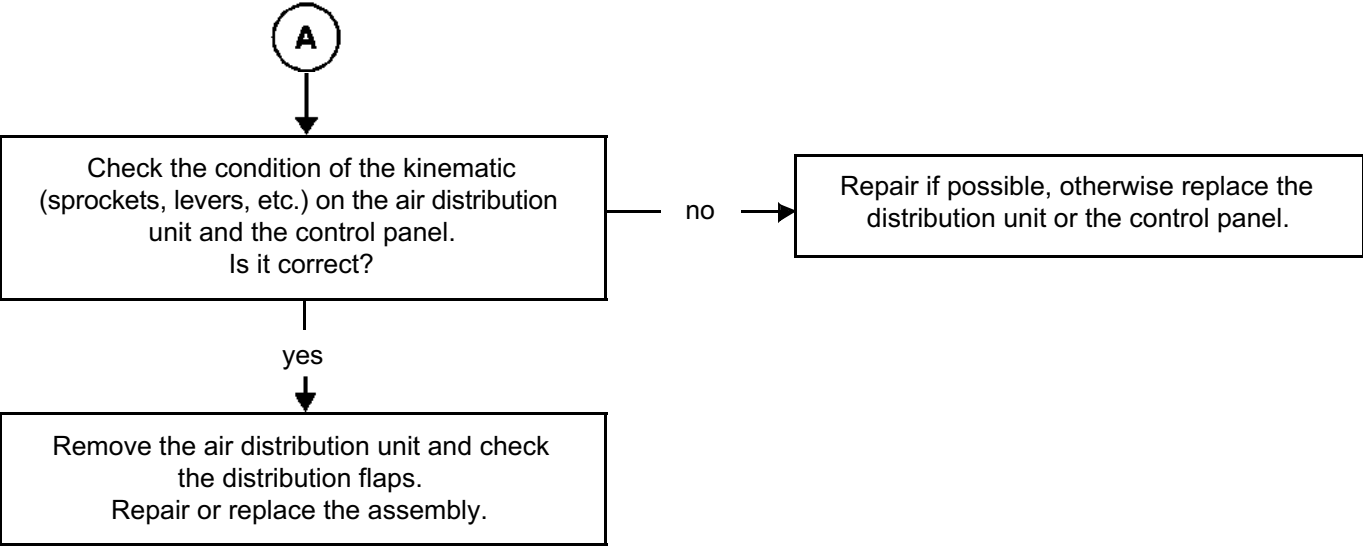 A
Check the condition of the kinematic
(sprockets, levers, etc.) on the air distribution
unit and the control panel.
Is it correct?
no
Repair if possible, otherwise replace the
distribution unit or the control panel.
yes
Remove the air distribution unit and check
the distribution flaps.
Repair or replace the assembly.